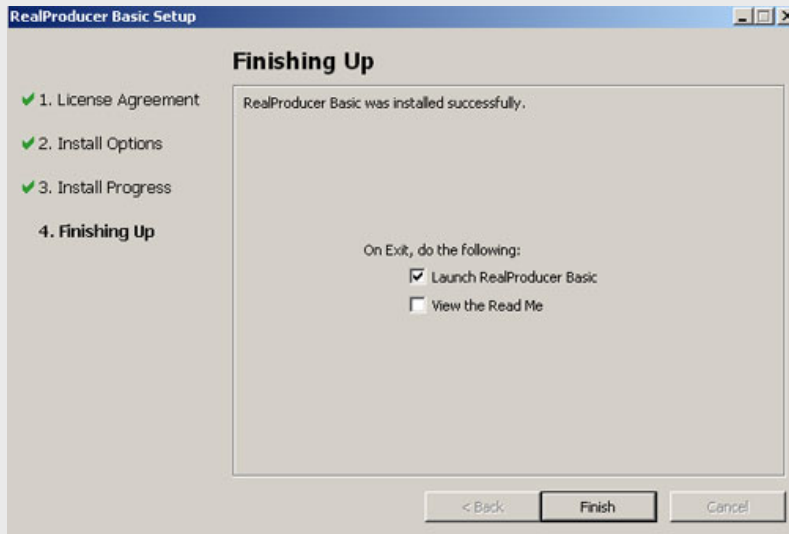 RealProducer Basic Setup
Finishing Up
1. License Agreement
2. Install Options
3. Install Progress
4. Finishing Up
RealProducer Basic was installed successfully.
On Exit, do the following:
Launch RealProducer Basic
View the Read Me
< Back
Finish
Cancel